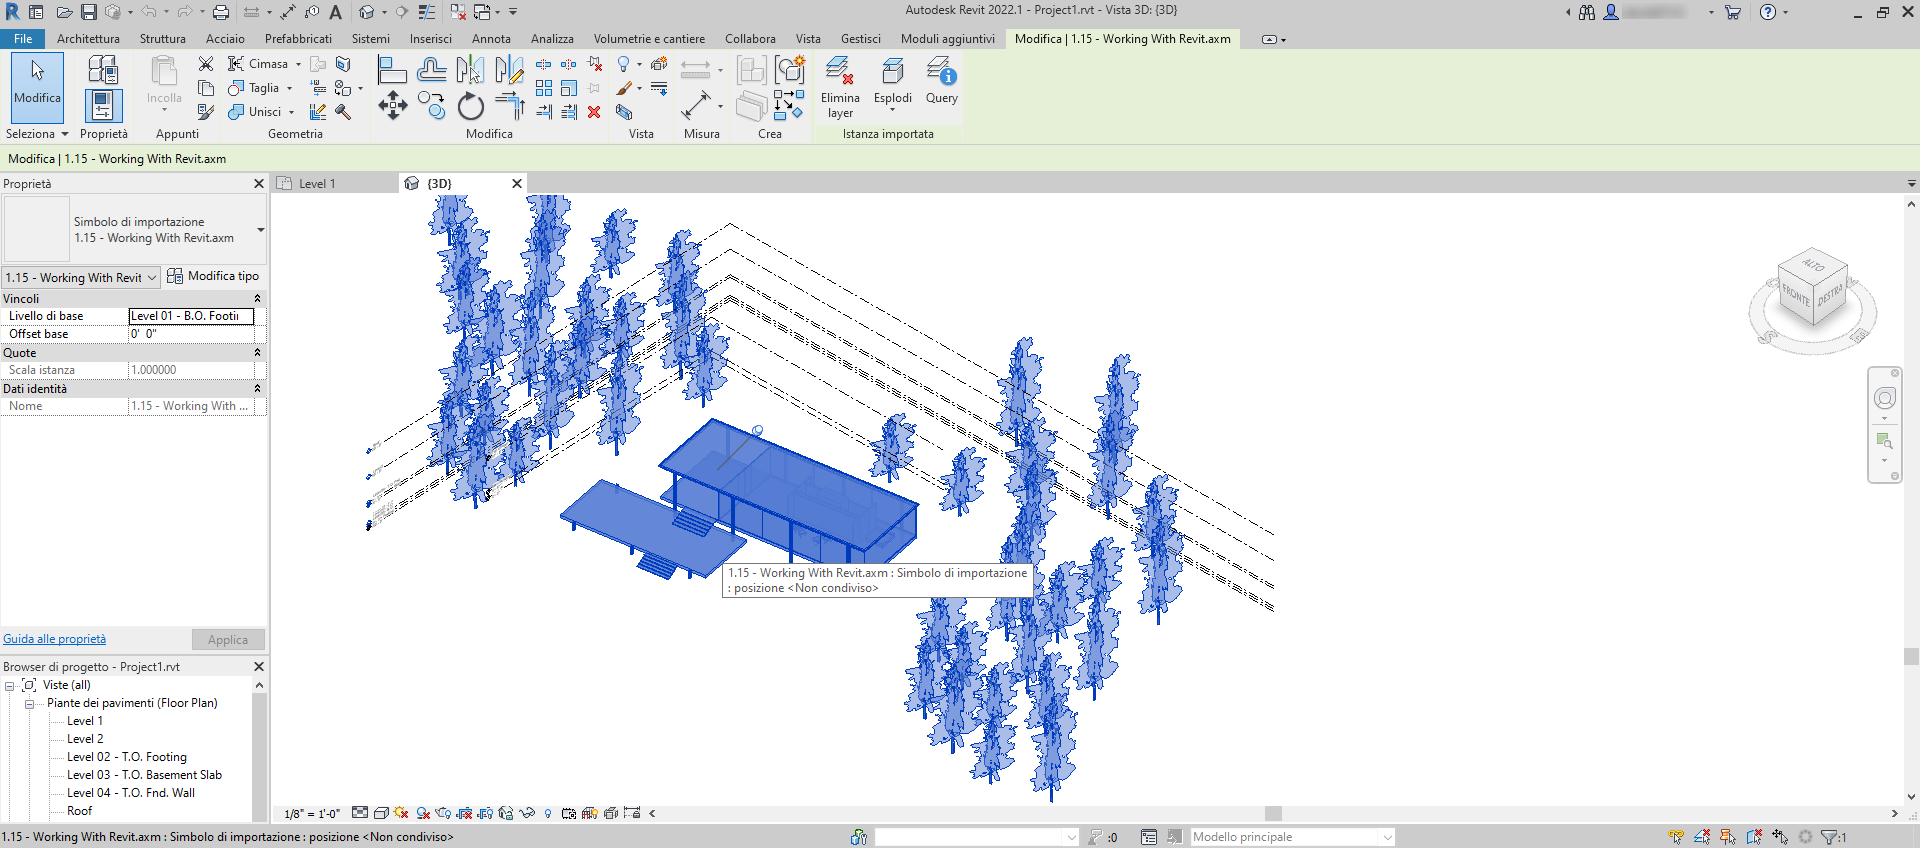 Autodesk Revit 2022.1 - Project1.rvt - Vista 3D: {3D}
File Architettura Struttura Acciaio Prefabbricati Sistemi Inserisci Annota Analizza Volumetrie e cantiere Collabora Vista Gestisci Moduli aggiuntivi Modifica | 1.15 - Working With Revit.axm
Cimasa
Taglia
Unisci
Modifica
Incolla
Elimina
layer
Esplodi
Query
Seleziona Proprietà Appunti Geometria Modifica Vista Misura Crea Istanza importata
Modifica | 1.15 - Working With Revit.axm
Proprietà
Level 1
{3D}
Simbolo di importazione
1.15 - Working With Revit.axm
1.15 - Working With Revit
Modifica tipo
Vincoli
Livello di base Level 01 - B.O. Footi
Offset base 0' 0"
Quote
Scala istanza 1.000000
Dati identità
Nome 1.15 - Working With ...
Guida alle proprietà
Applica
ALTO
FRONTE
DESTRA
1.15 - Working With Revit.axm : Simbolo di importazione
: posizione <Non condiviso>
Browser di progetto - Project1.rvt
Viste (all)
Piante dei pavimenti (Floor Plan)
Level 1
Level 2
Level 02 - T.O. Footing
Level 03 - T.O. Basement Slab
Level 04 - T.O. Fnd. Wall
Roof
1/8" = 1'-0"
1.15 - Working With Revit.axm : Simbolo di importazione : posizione <Non condiviso>
:0
Modello principale
:1